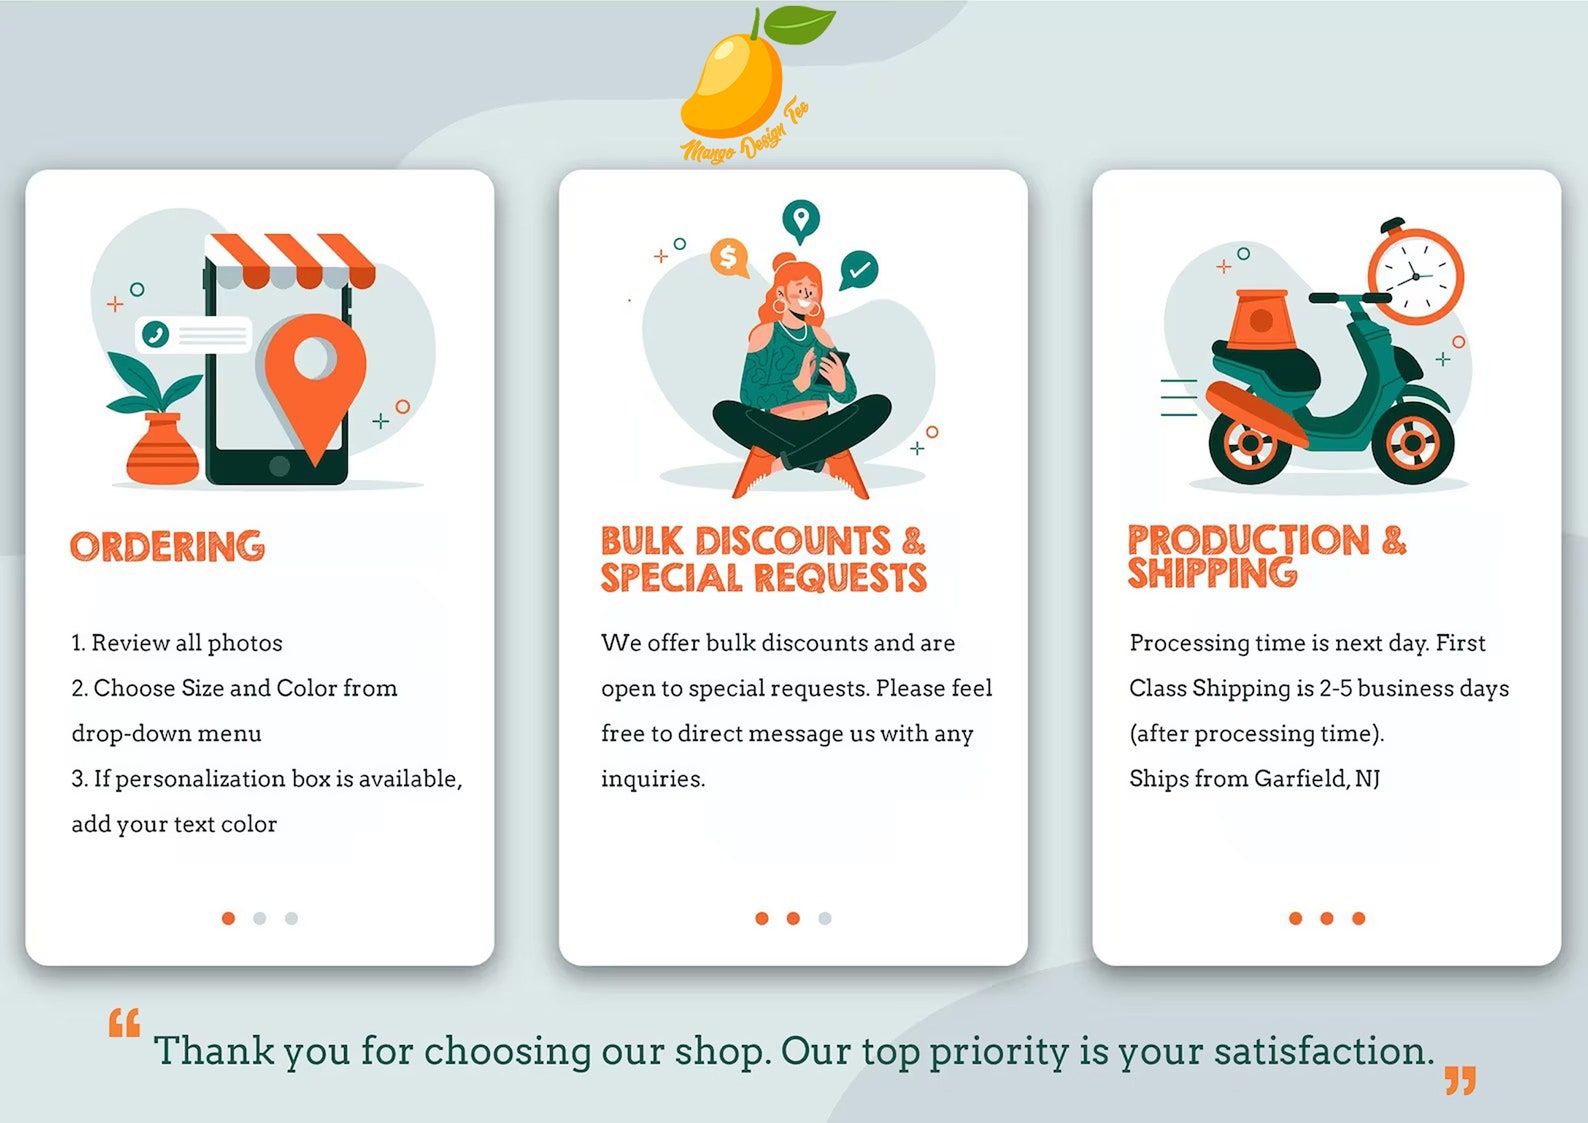 Mango Design Tee
ORDERING
1. Review all photos
2. Choose Size and Color from
drop-down menu
3. If personalization box is available,
add your text color
$
BULK DISCOUNTS &
SPECIAL REQUESTS
We offer bulk discounts and are
open to special requests. Please feel
free to direct message us with any
inquiries.
PRODUCTION &
SHIPPING
Processing time is next day. First
Class Shipping is 2-5 business days
(after processing time).
Ships from Garfield, NJ
“Thank you for choosing our shop. Our top priority is your satisfaction.”